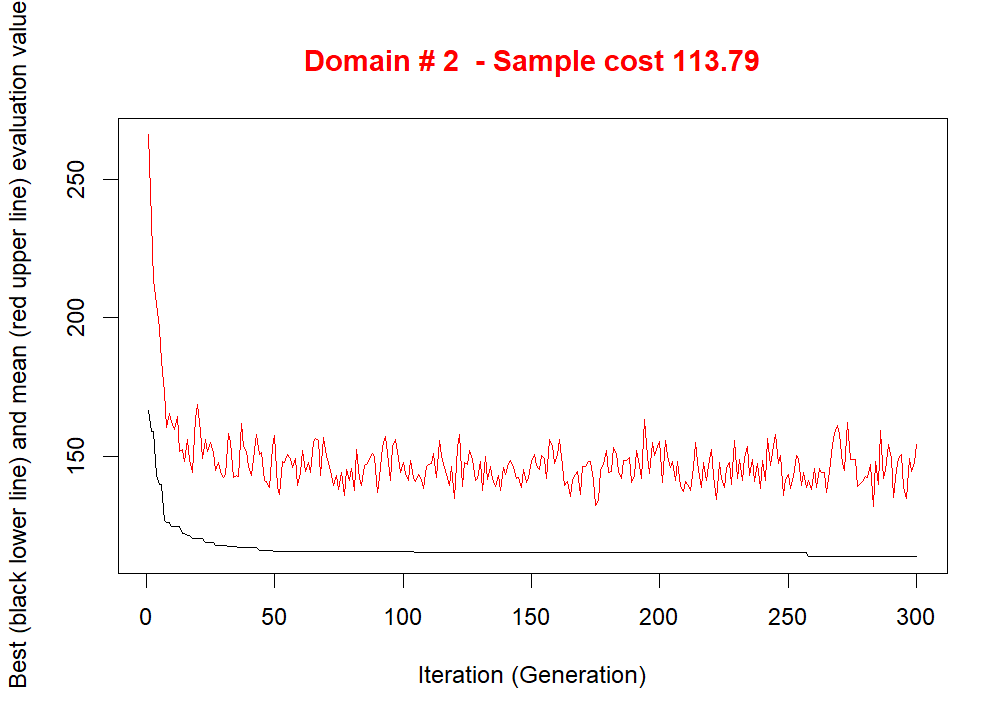 Domain # 2  - Sample cost 113.79
Best (black lower line) and mean (red upper line) evaluation value
250
200
150
0 50 100 150 200 250 300
Iteration (Generation)